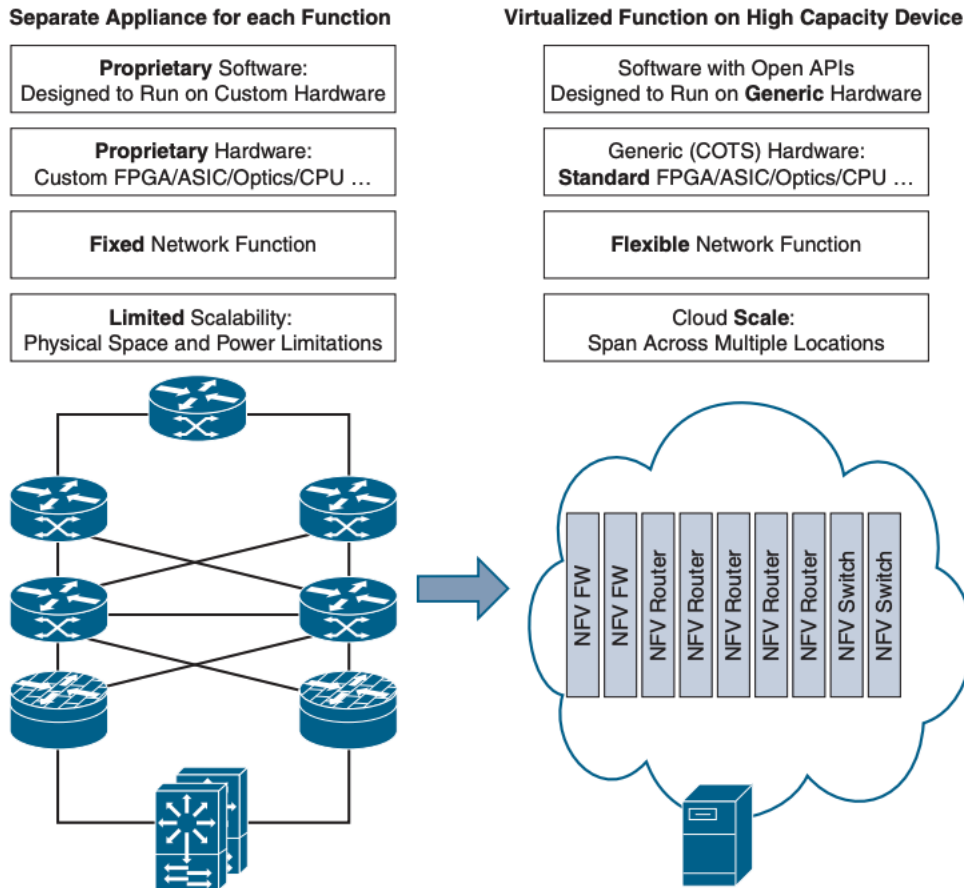 Separate Appliance for each Function
Proprietary Software:
Designed to Run on Custom Hardware
Proprietary Hardware:
Custom FPGA/ASIC/Optics/CPU ...
Fixed Network Function
Limited Scalability:
Physical Space and Power Limitations
Virtualized Function on High Capacity Device
Software with Open APIs
Designed to Run on Generic Hardware
Generic (COTS) Hardware:
Standard FPGA/ASIC/Optics/CPU ...
Flexible Network Function
Cloud Scale:
Span Across Multiple Locations
NFV FW
NFV FW
NFV Router
NFV Router
NFV Router
NFV Router
NFV Router
NFV Switch
NFV Switch